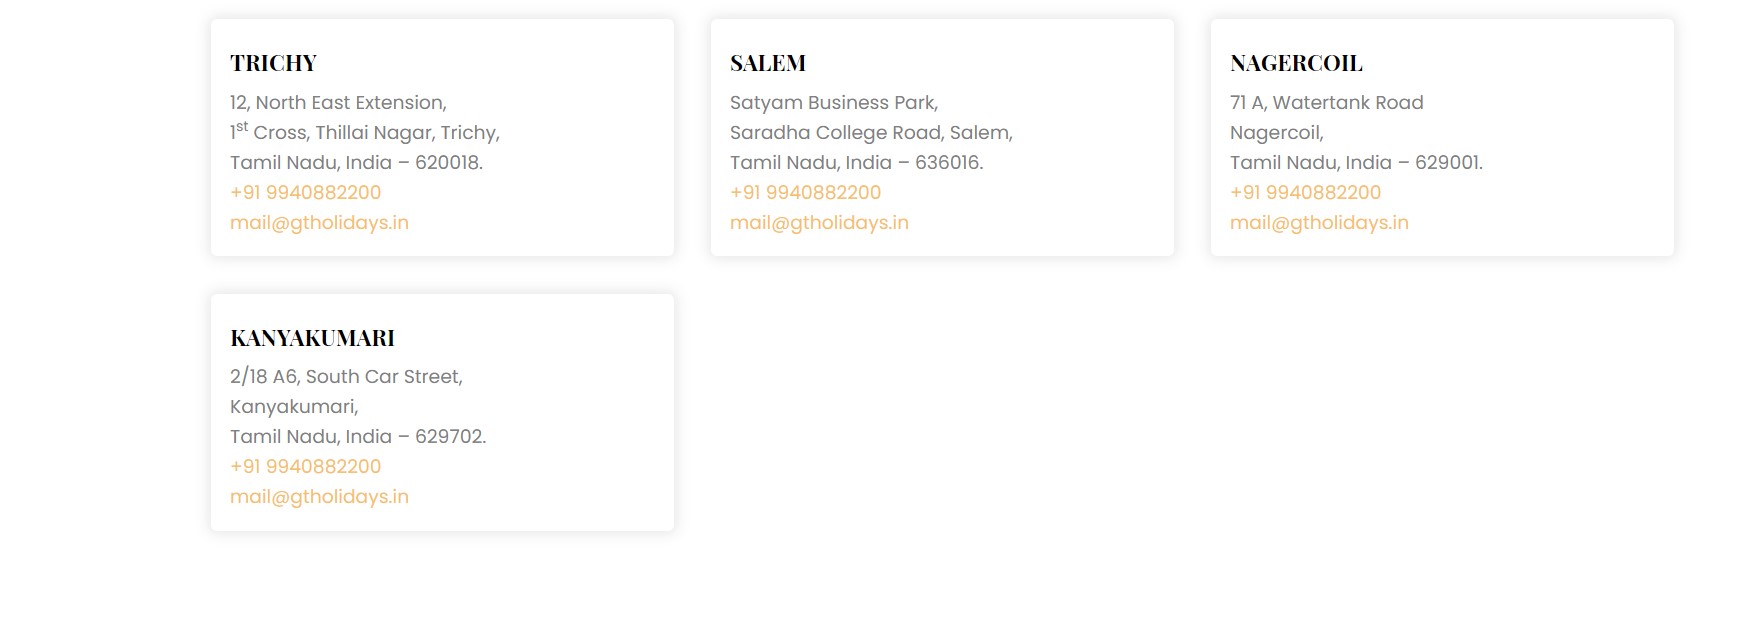 TRICHY
12, North East Extension,
1st Cross, Thillai Nagar, Trichy,
Tamil Nadu, India – 620018.
+91 9940882200
mail@gtholidays.in
SALEM
Satyam Business Park,
Saradha College Road, Salem,
Tamil Nadu, India – 636016.
+91 9940882200
mail@gtholidays.in
NAGERCOIL
71 A, Watertank Road
Nagercoil,
Tamil Nadu, India – 629001.
+91 9940882200
mail@gtholidays.in
KANYAKUMARI
2/18 A6, South Car Street,
Kanyakumari,
Tamil Nadu, India – 629702.
+91 9940882200
mail@gtholidays.in